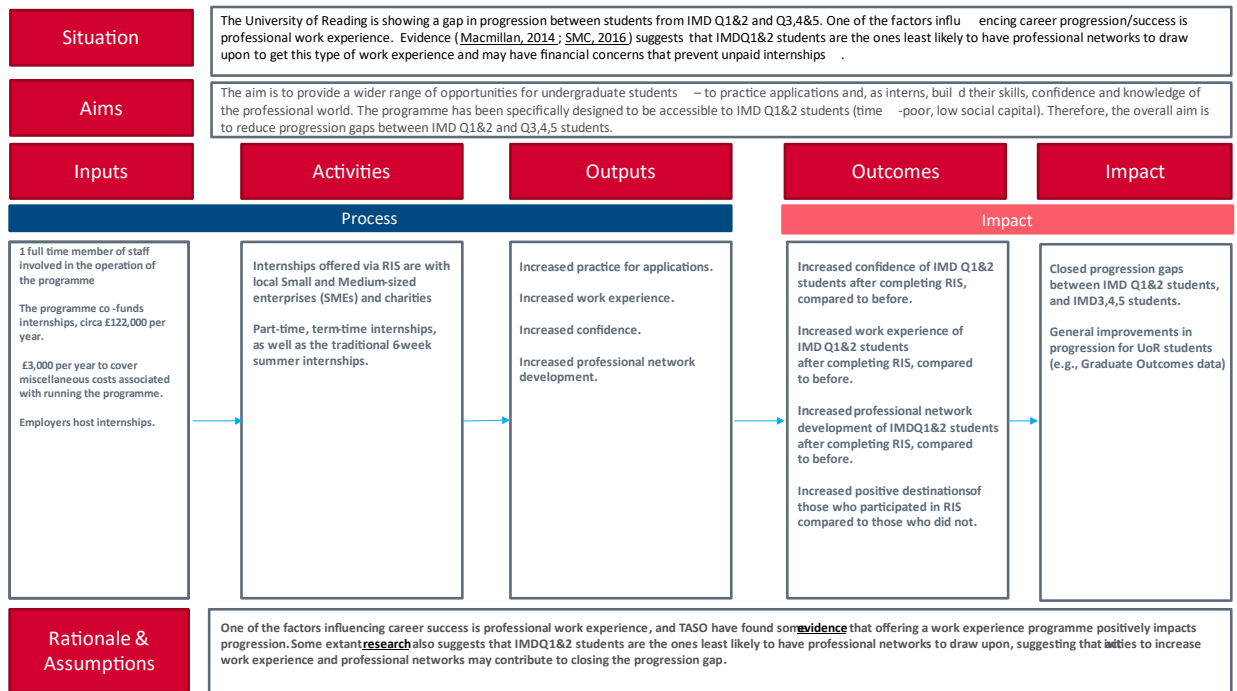 Situation
The University of Reading is showing a gap in progression between students from IMD Q1&2 and Q3,4&5. One of the factors influ encing career progression/success is
professional work experience. Evidence (Macmillan, 2014; SMC, 2016) suggests that IMDQ1&2 students are the ones least likely to have professional networks to draw
upon to get this type of work experience and may have financial concerns that prevent unpaid internships .
Aims
The aim is to provide a wider range of opportunities for undergraduate students – to practice applications and, as interns, buil d their skills, confidence and knowledge of
the professional world. The programme has been specifically designed to be accessible to IMD Q1&2 students (time -poor, low social capital). Therefore, the overall aim is
to reduce progression gaps between IMD Q1&2 and Q3,4,5 students.
Inputs
Activities
Outputs
Outcomes
Impact
Process
Impact
1 full time member of staff
involved in the operation of
the programme
The programme co -funds
internships, circa £122,000 per
year.
£3,000 per year to cover
miscellaneous costs associated
with running the programme.
Employers host internships.
Internships offered via RIS are with
local Small and Medium-sized
enterprises (SMEs) and charities
Part-time, term-time internships,
as well as the traditional 6-week
summer internships.
Increased practice for applications.
Increased work experience.
Increased confidence.
Increased professional network
development.
Increased confidence of IMD Q1&2
students after completing RIS,
compared to before.
Increased work experience of
IMD Q1&2 students
after completing RIS, compared
to before.
Increased professional network
development of IMDQ1&2 students
after completing RIS, compared
to before.
Increased positive destinationsof
those who participated in RIS
compared to those who did not.
Closed progression gaps
between IMD Q1&2 students,
and IMD3,4,5 students.
General improvements in
progression for UoR students
(e.g., Graduate Outcomes data)
Rationale &
Assumptions
One of the factors influencing career success is professional work experience, and TASO have found some evidence that offering a work experience programme positively impacts
progression. Some extant research also suggests that IMDQ1&2 students are the ones least likely to have professional networks to draw upon, suggesting that to increase
work experience and professional networks may contribute to closing the progression gap.